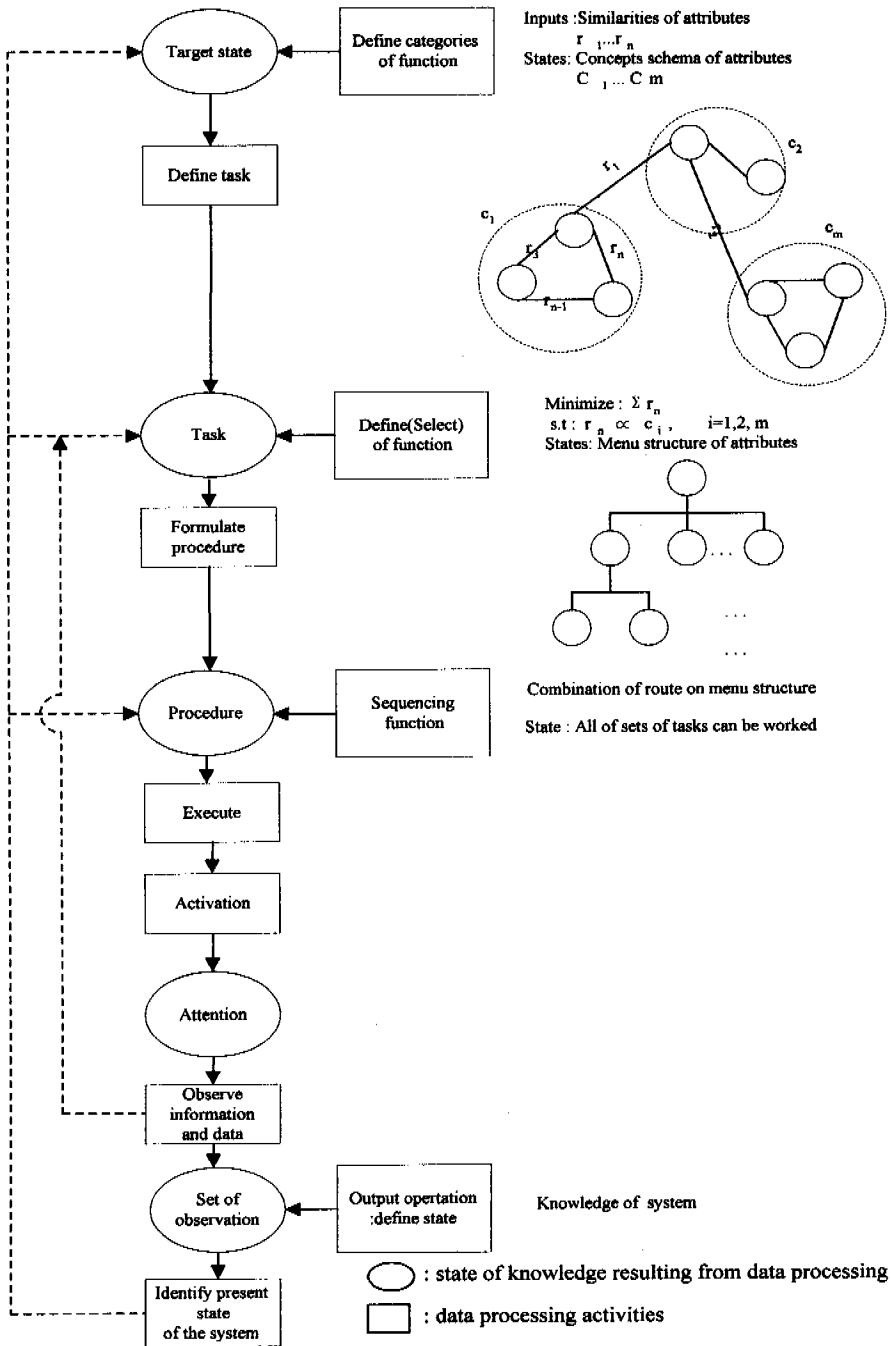 Target state
Define categories
of function
Inputs :Similarities of attributes
r 1...r n
States: Concepts schema of attributes
C 1 ... C m
Define task
c1
c2
cm
r1
r3
rn
rn-1
Task
Define(Select)
of function
Minimize : Σ rn
s.t : rn ∝ ci , i=1,2, m
States: Menu structure of attributes
Formulate
procedure
. . .
. . .
. . .
Procedure
Sequencing
function
Combination of route on menu structure
State : All of sets of tasks can be worked
Execute
Activation
Attention
Observe
information
and data
Set of
observation
Output opertation
:define state
Knowledge of system
Identify present
state
of the system
: state of knowledge resulting from data processing
: data processing activities